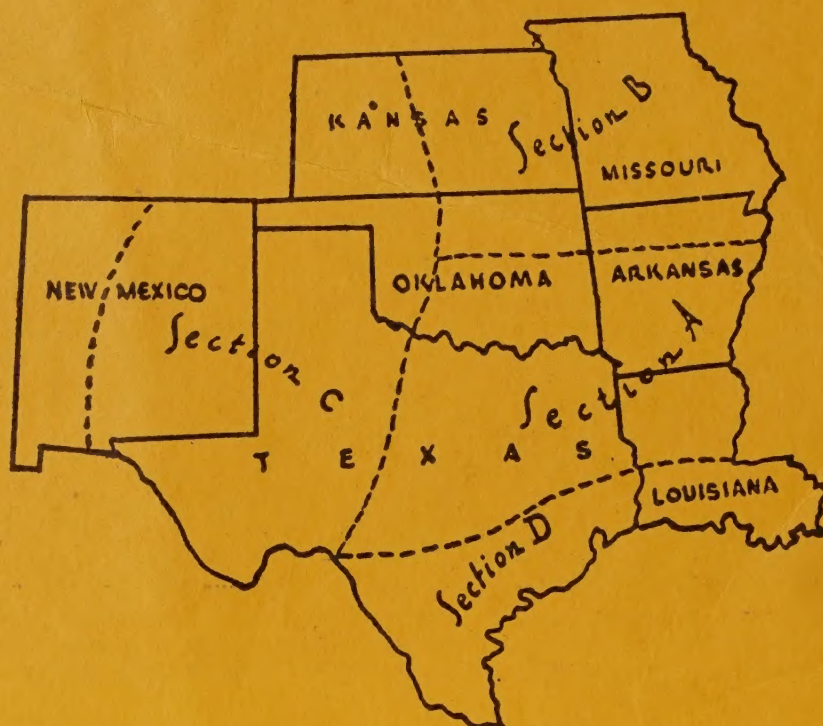 KANSAS
Section B
MISSOURI
NEW MEXICO
OKLAHOMA
ARKANSAS
Section C
Section A
TEXAS
LOUISIANA
Section D